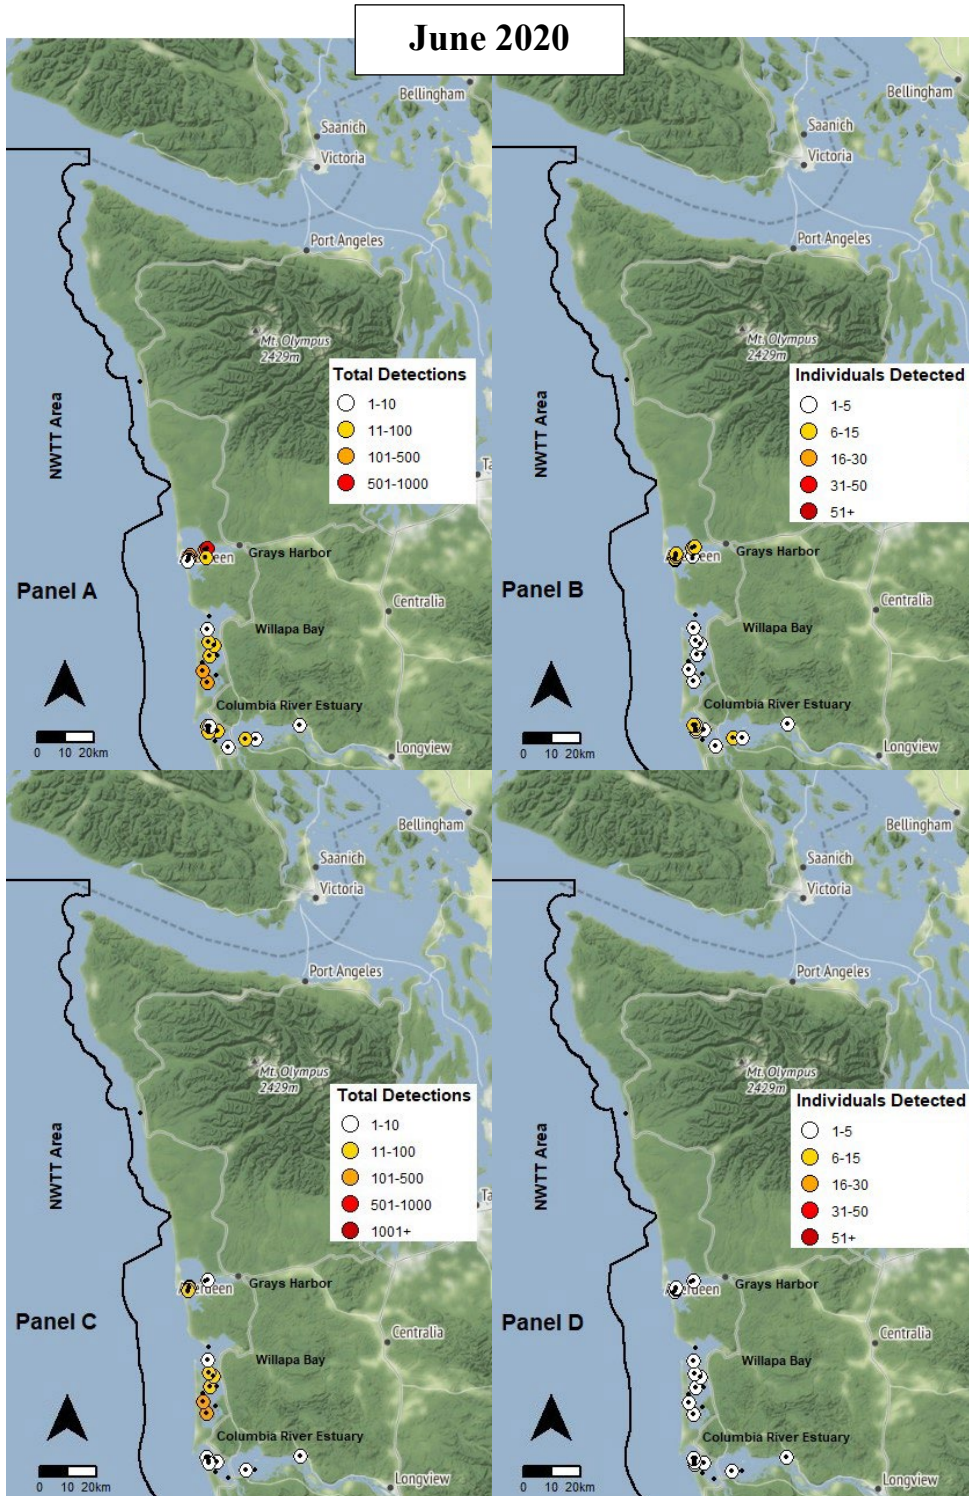 June 2020
Bellingham
Saanich
Victoria
Port Angeles
Mt. Olympus
2429m
NWTT Area
Total Detections
1-10
11-100
101-500
501-1000
Ta
Grays Harbor
Panel A
Centralia
Willapa Bay
Columbia River Estuary
0 10 20km
Longview
Bellingham
Saanich
Victoria
Port Angeles
Mt. Olympus
2429m
NWTT Area
Individuals Detected
1-5
6-15
16-30
31-50
51+
Grays Harbor
Panel B
Centralia
Willapa Bay
Columbia River Estuary
0 10 20km
Longview
Bellingham
Saanich
Victoria
Port Angeles
Mt. Olympus
2429m
NWTT Area
Total Detections
1-10
11-100
101-500
501-1000
1001+
Ta
Grays Harbor
Panel C
Centralia
Willapa Bay
Columbia River Estuary
0 10 20km
Longview
Bellingham
Saanich
Victoria
Port Angeles
Mt. Olympus
2429m
NWTT Area
Individuals Detected
1-5
6-15
16-30
31-50
51+
Grays Harbor
Panel D
Centralia
Willapa Bay
Columbia River Estuary
0 10 20km
Longview